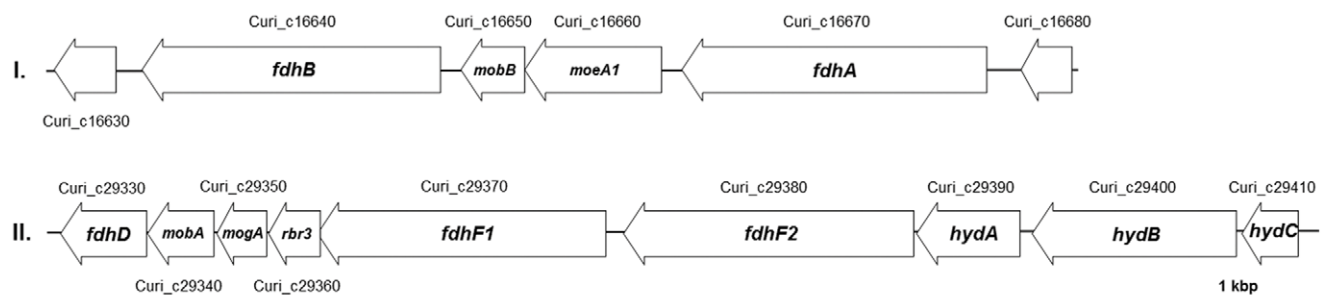 Curi_c16640 Curi_c16650 Curi_c16660 Curi_c16670 Curi_c16680
I. fdhB mobB moeA1 fdhA
Curi_c16630
Curi_c29330 Curi_c29350 Curi_c29370 Curi_c29380 Curi_c29390 Curi_c29400 Curi_c29410
II. fdhD mobA mogA rbr3 fdhF1 fdhF2 hydA hydB hydC
Curi_c29340 Curi_c29360 1 kbp